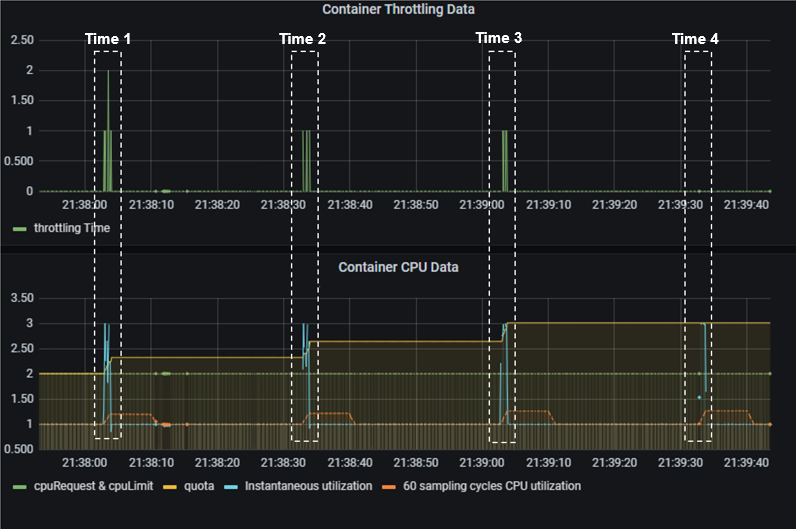 Container Throttling Data
2.50
Time 1 Time 2 Time 3 Time 4
2
1.50
1
0.500
0
21:38:00 21:38:10 21:38:20 21:38:30 21:38:40 21:38:50 21:39:00 21:39:10 21:39:20 21:39:30 21:39:40
throttling Time
Container CPU Data
3.50
3
2.50
2
1.50
1
0.500
21:38:00 21:38:10 21:38:20 21:38:30 21:38:40 21:38:50 21:39:00 21:39:10 21:39:20 21:39:30 21:39:40
cpuRequest & cpuLimit quota Instantaneous utilization 60 sampling cycles CPU utilization